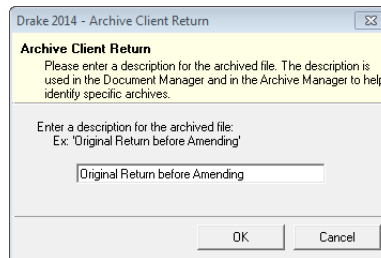 Drake 2014 - Archive Client Return
Archive Client Return
Please enter a description for the archived file. The description is
used in the Document Manager and in the Archive Manager to help
identify specific archives.
Enter a description for the archived file:
Ex: 'Original Return before Amending'
Original Return before Amending
OK Cancel